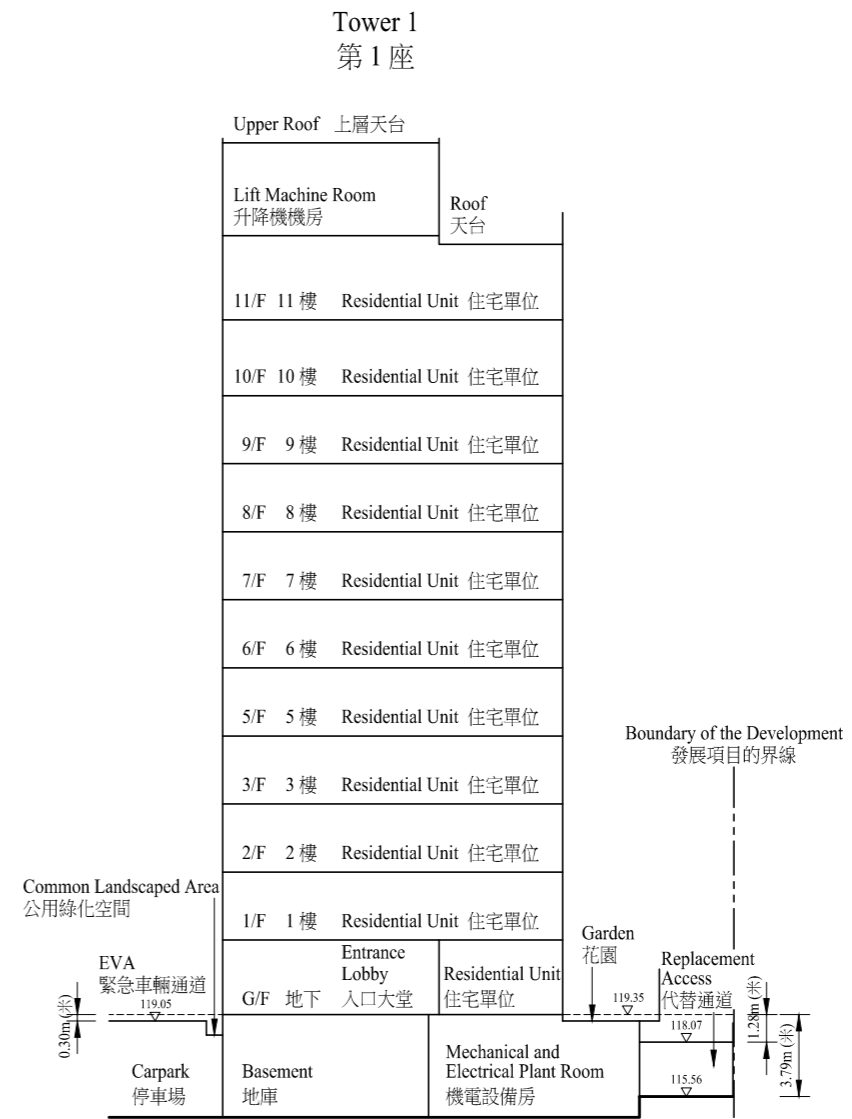 Tower 1
第 1 座
Upper Roof 上層天台
Lift Machine Room
升降機機房
Roof
天台
11/F 11 樓 Residential Unit 住宅單位
10/F 10 樓 Residential Unit 住宅單位
9/F 9 樓 Residential Unit 住宅單位
8/F 8 樓 Residential Unit 住宅單位
7/F 7 樓 Residential Unit 住宅單位
6/F 6 樓 Residential Unit 住宅單位
5/F 5 樓 Residential Unit 住宅單位
Boundary of the Development
發展項目的界線
3/F 3 樓 Residential Unit 住宅單位
2/F 2 樓 Residential Unit 住宅單位
Common Landscaped Area
公用綠化空間
1/F 1 樓 Residential Unit 住宅單位
EVA
緊急車輛通道
119.05
0.30m (米)
G/F 地下
Entrance
Lobby
入口大堂
Residential Unit
住宅單位
Garden
花園
119.35
Replacement
Access
代替通道
118.07
1.28m (米)
115.56
3.79m (米)
Carpark
停車場
Basement
地庫
Mechanical and
Electrical Plant Room
機電設備房